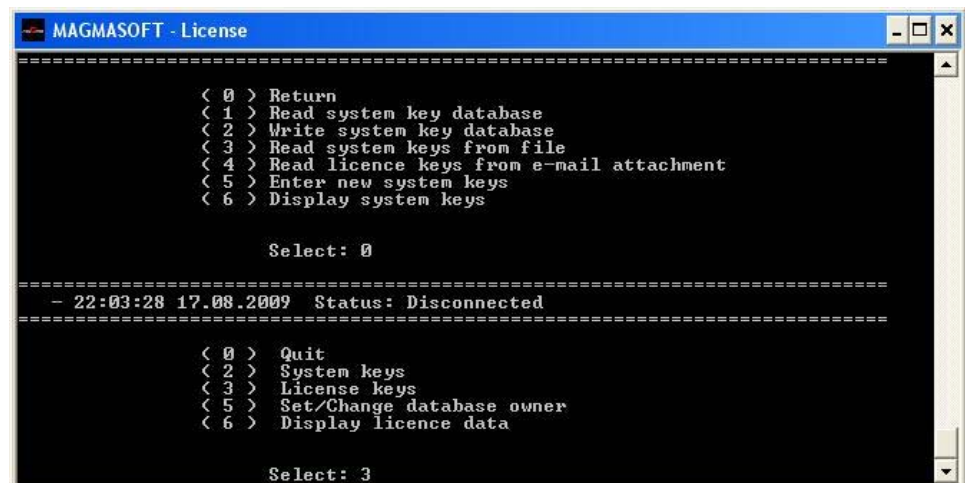 MAGMASOFT - License
===========================================================================
( 0 ) Return
( 1 ) Read system key database
( 2 ) Write system key database
( 3 ) Read system keys from file
( 4 ) Read licence keys from e-mail attachment
( 5 ) Enter new system keys
( 6 ) Display system keys
Select: 0
===========================================================================
- 22:03:28 17.08.2009 Status: Disconnected
===========================================================================
( 0 ) Quit
( 2 ) System keys
( 3 ) License keys
( 5 ) Set/Change database owner
( 6 ) Display licence data
Select: 3